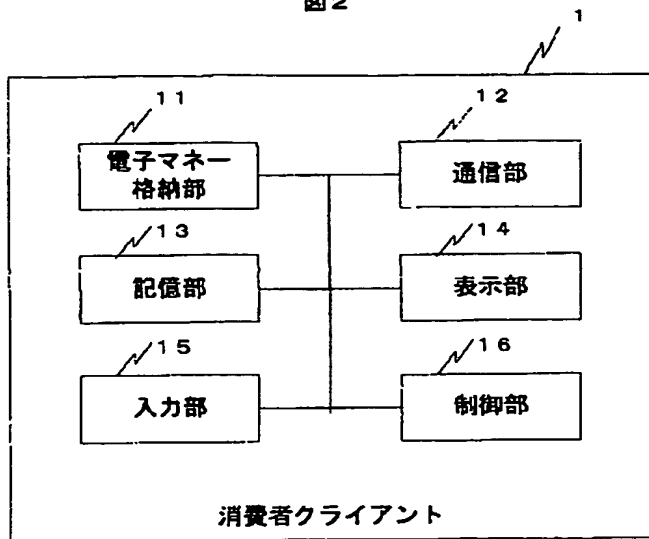 図2
1
11
12
電子マネー
格納部
通信部
13
14
記憶部
表示部
15
16
入力部
制御部
消費者クライアント